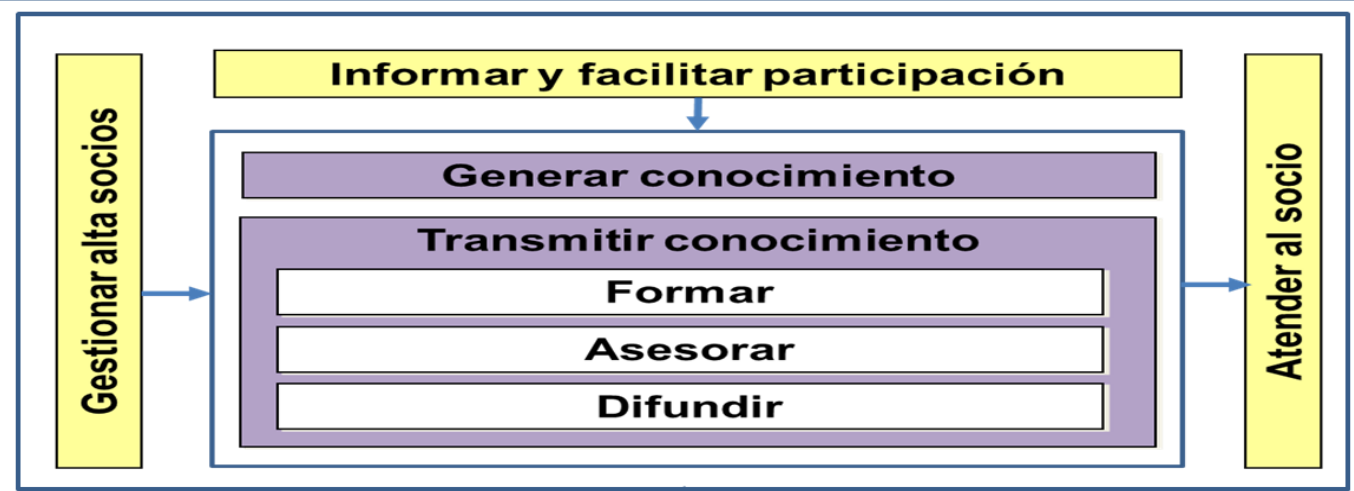 Informar y facilitar participación
Gestionar alta socios
Generar conocimiento
Transmitir conocimiento
Formar
Asesorar
Difundir
Atender al socio